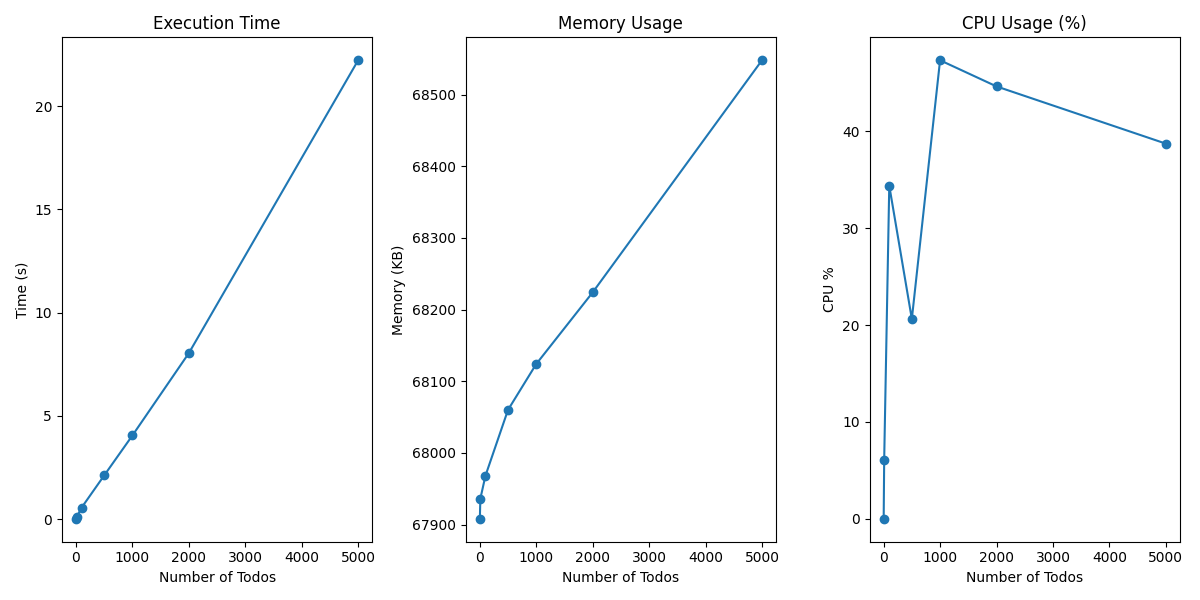 Execution Time
Time (s)
20
15
10
5
0
0 1000 2000 3000 4000 5000
Number of Todos
Memory Usage
Memory (KB)
68500
68400
68300
68200
68100
68000
67900
0 1000 2000 3000 4000 5000
Number of Todos
CPU Usage (%)
CPU %
40
30
20
10
0
0 1000 2000 3000 4000 5000
Number of Todos